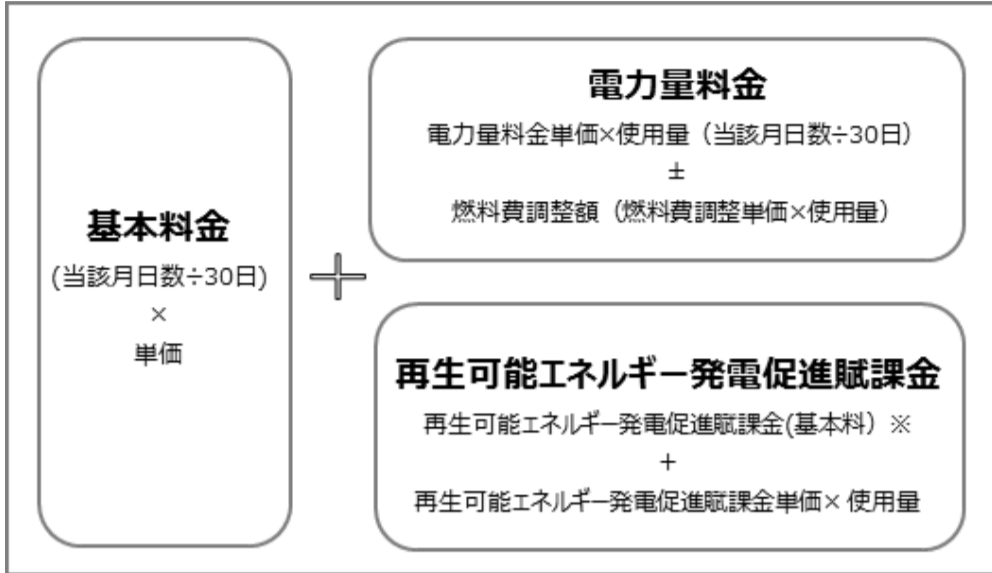 基本料金
(当該月日数÷30日)
×
単価
＋
電力量料金
電力量料金単価×使用量（当該月日数÷30日）
±
燃料費調整額（燃料費調整単価×使用量）
再生可能エネルギー発電促進賦課金
再生可能エネルギー発電促進賦課金(基本料）※
+
再生可能エネルギー発電促進賦課金単価× 使用量